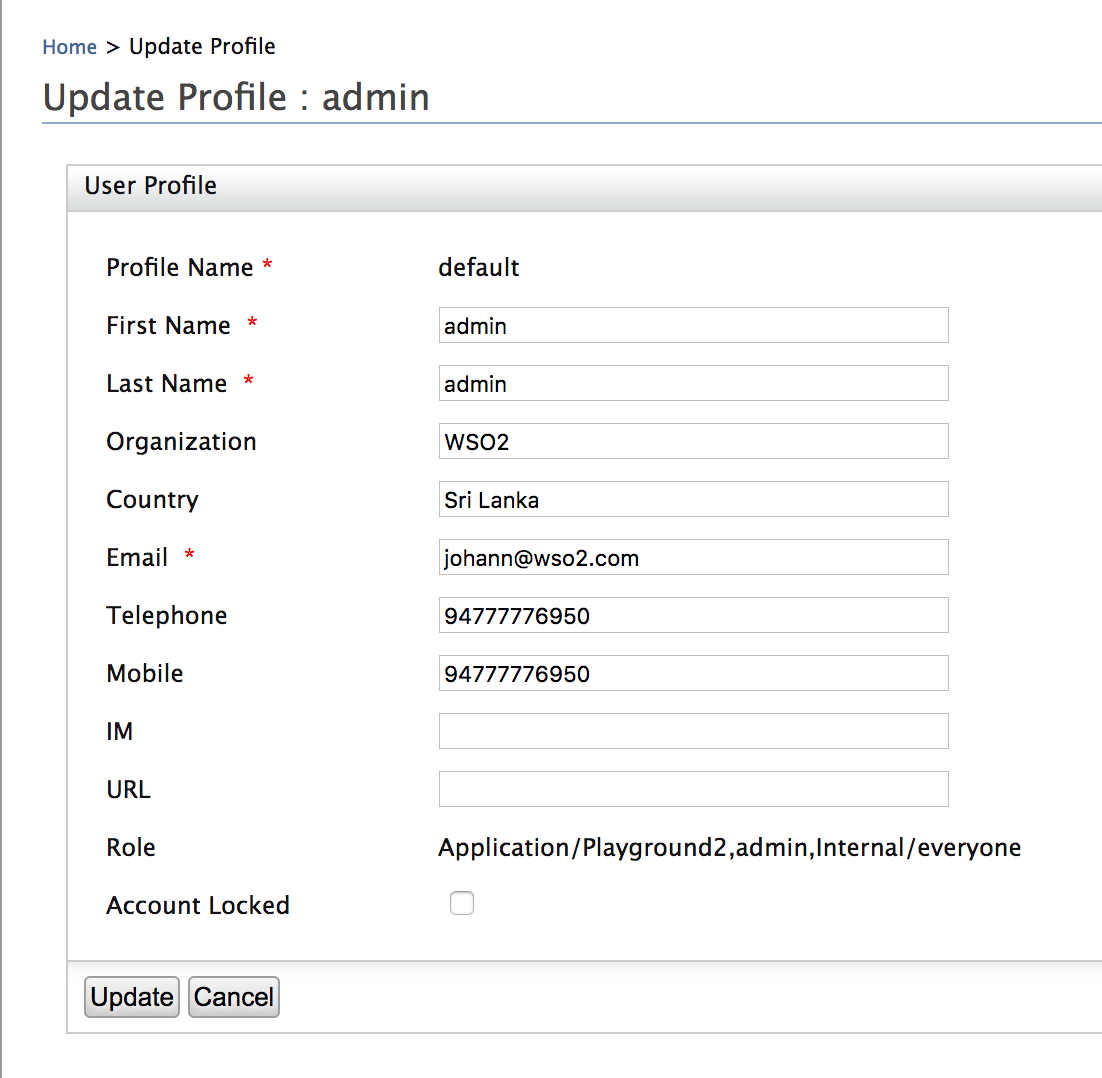 Home > Update Profile
Update Profile : admin
User Profile
Profile Name * default
First Name * admin
Last Name * admin
Organization WSO2
Country Sri Lanka
Email * johann@wso2.com
Telephone 94777776950
Mobile 94777776950
IM
URL
Role Application/Playground2,admin,Internal/everyone
Account Locked
Update Cancel